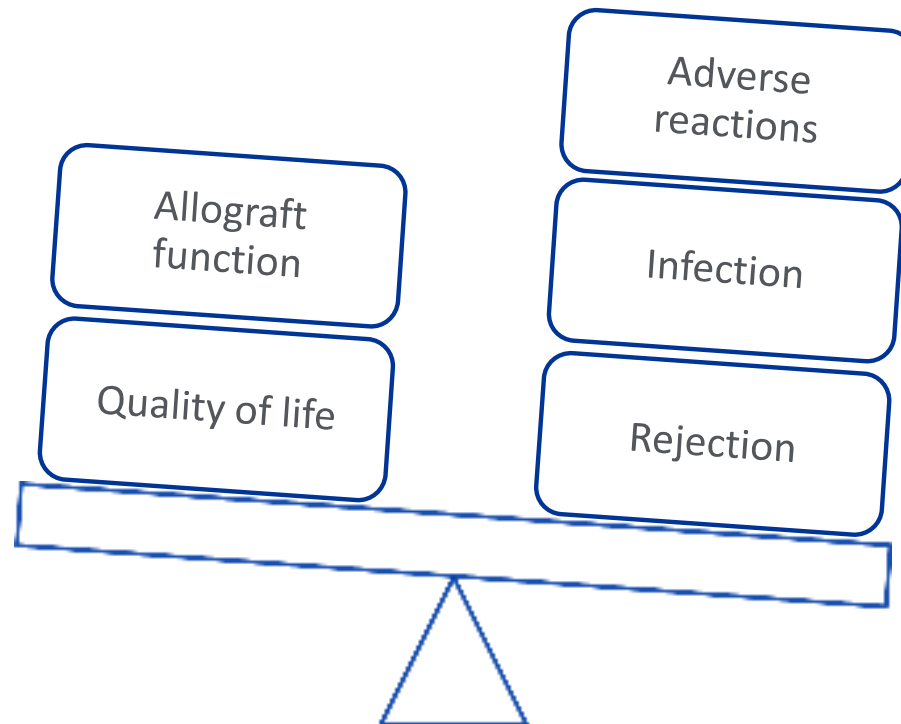 Adverse
reactions
Allograft
function
Infection
Quality of life
Rejection